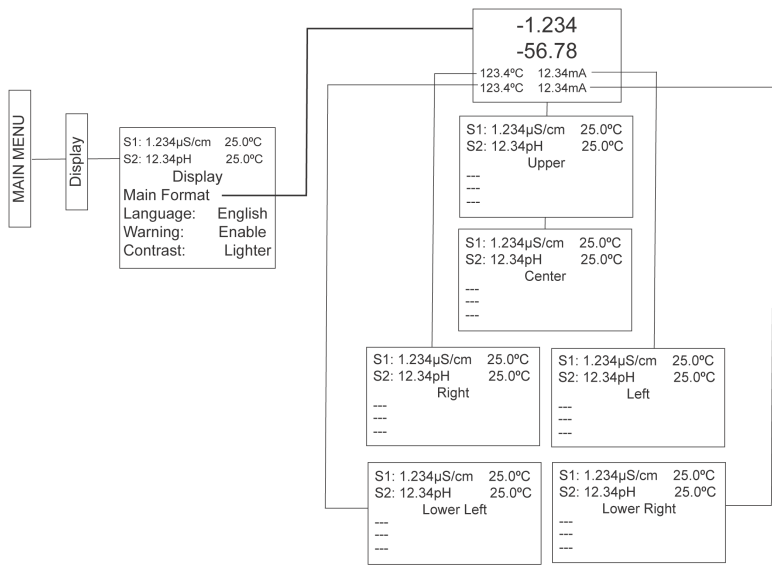 MAIN MENU
Display
S1: 1.234µS/cm 25.0ºC
S2: 12.34pH 25.0ºC
Display
Main Format
Language: English
Warning: Enable
Contrast: Lighter
-1.234
-56.78
123.4ºC 12.34mA
123.4ºC 12.34mA
S1: 1.234µS/cm 25.0ºC
S2: 12.34pH 25.0ºC
Upper
---
---
---
S1: 1.234µS/cm 25.0ºC
S2: 12.34pH 25.0ºC
Center
---
---
---
S1: 1.234µS/cm 25.0ºC
S2: 12.34pH 25.0ºC
Right
---
---
---
S1: 1.234µS/cm 25.0ºC
S2: 12.34pH 25.0ºC
Left
---
---
---
S1: 1.234µS/cm 25.0ºC
S2: 12.34pH 25.0ºC
Lower Left
---
---
---
S1: 1.234µS/cm 25.0ºC
S2: 12.34pH 25.0ºC
Lower Right
---
---
---